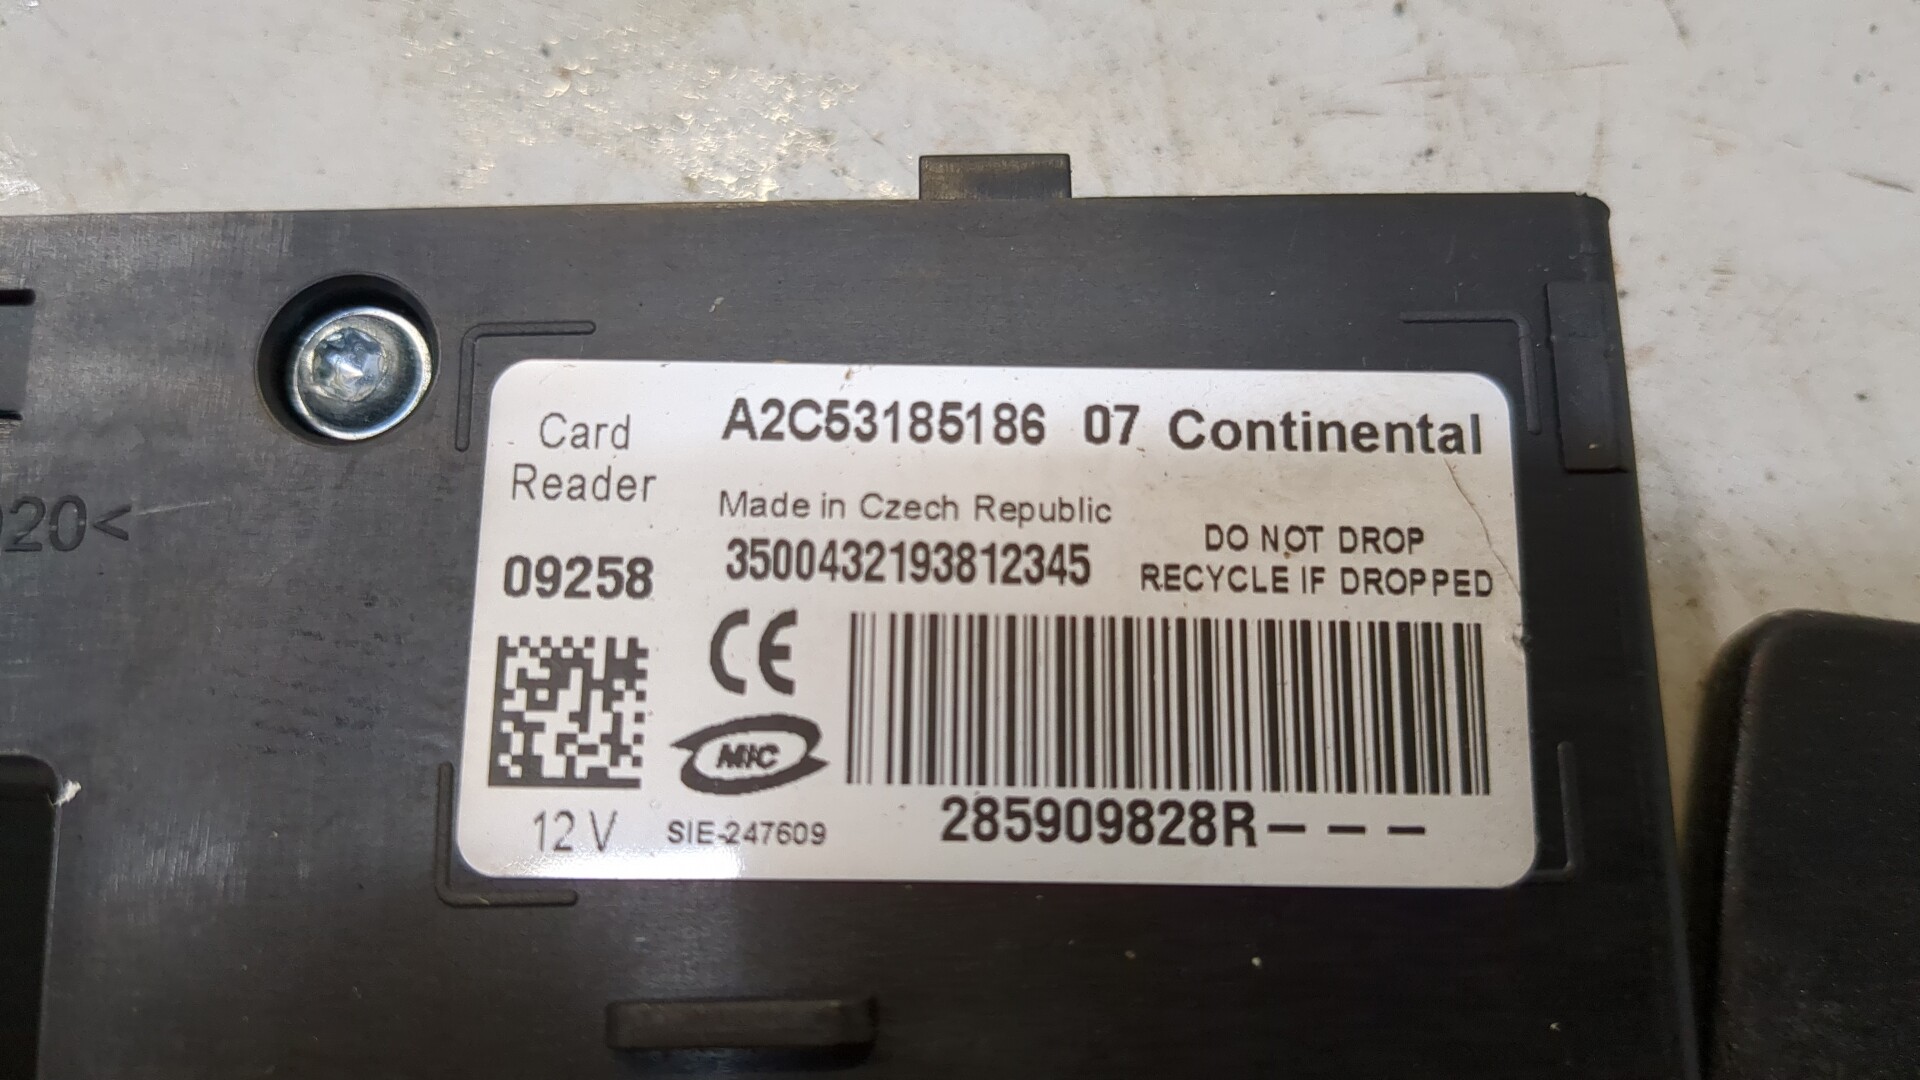 20<
Card
Reader
09258
12 V
A2C53185186 07 Continental
Made in Czech Republic
3500432193812345
DO NOT DROP
RECYCLE IF DROPPED
CE
MIC
SIE-247609
285909828R---